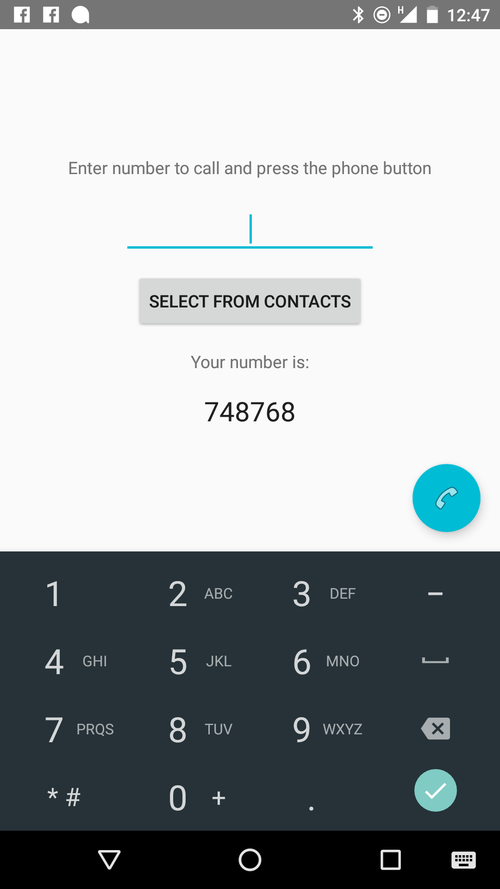 12:47
Enter number to call and press the phone button
SELECT FROM CONTACTS
Your number is:
748768
1 2 ABC 3 DEF –
4 GHI 5 JKL 6 MNO
7 PRQS 8 TUV 9 WXYZ
* # 0 + .